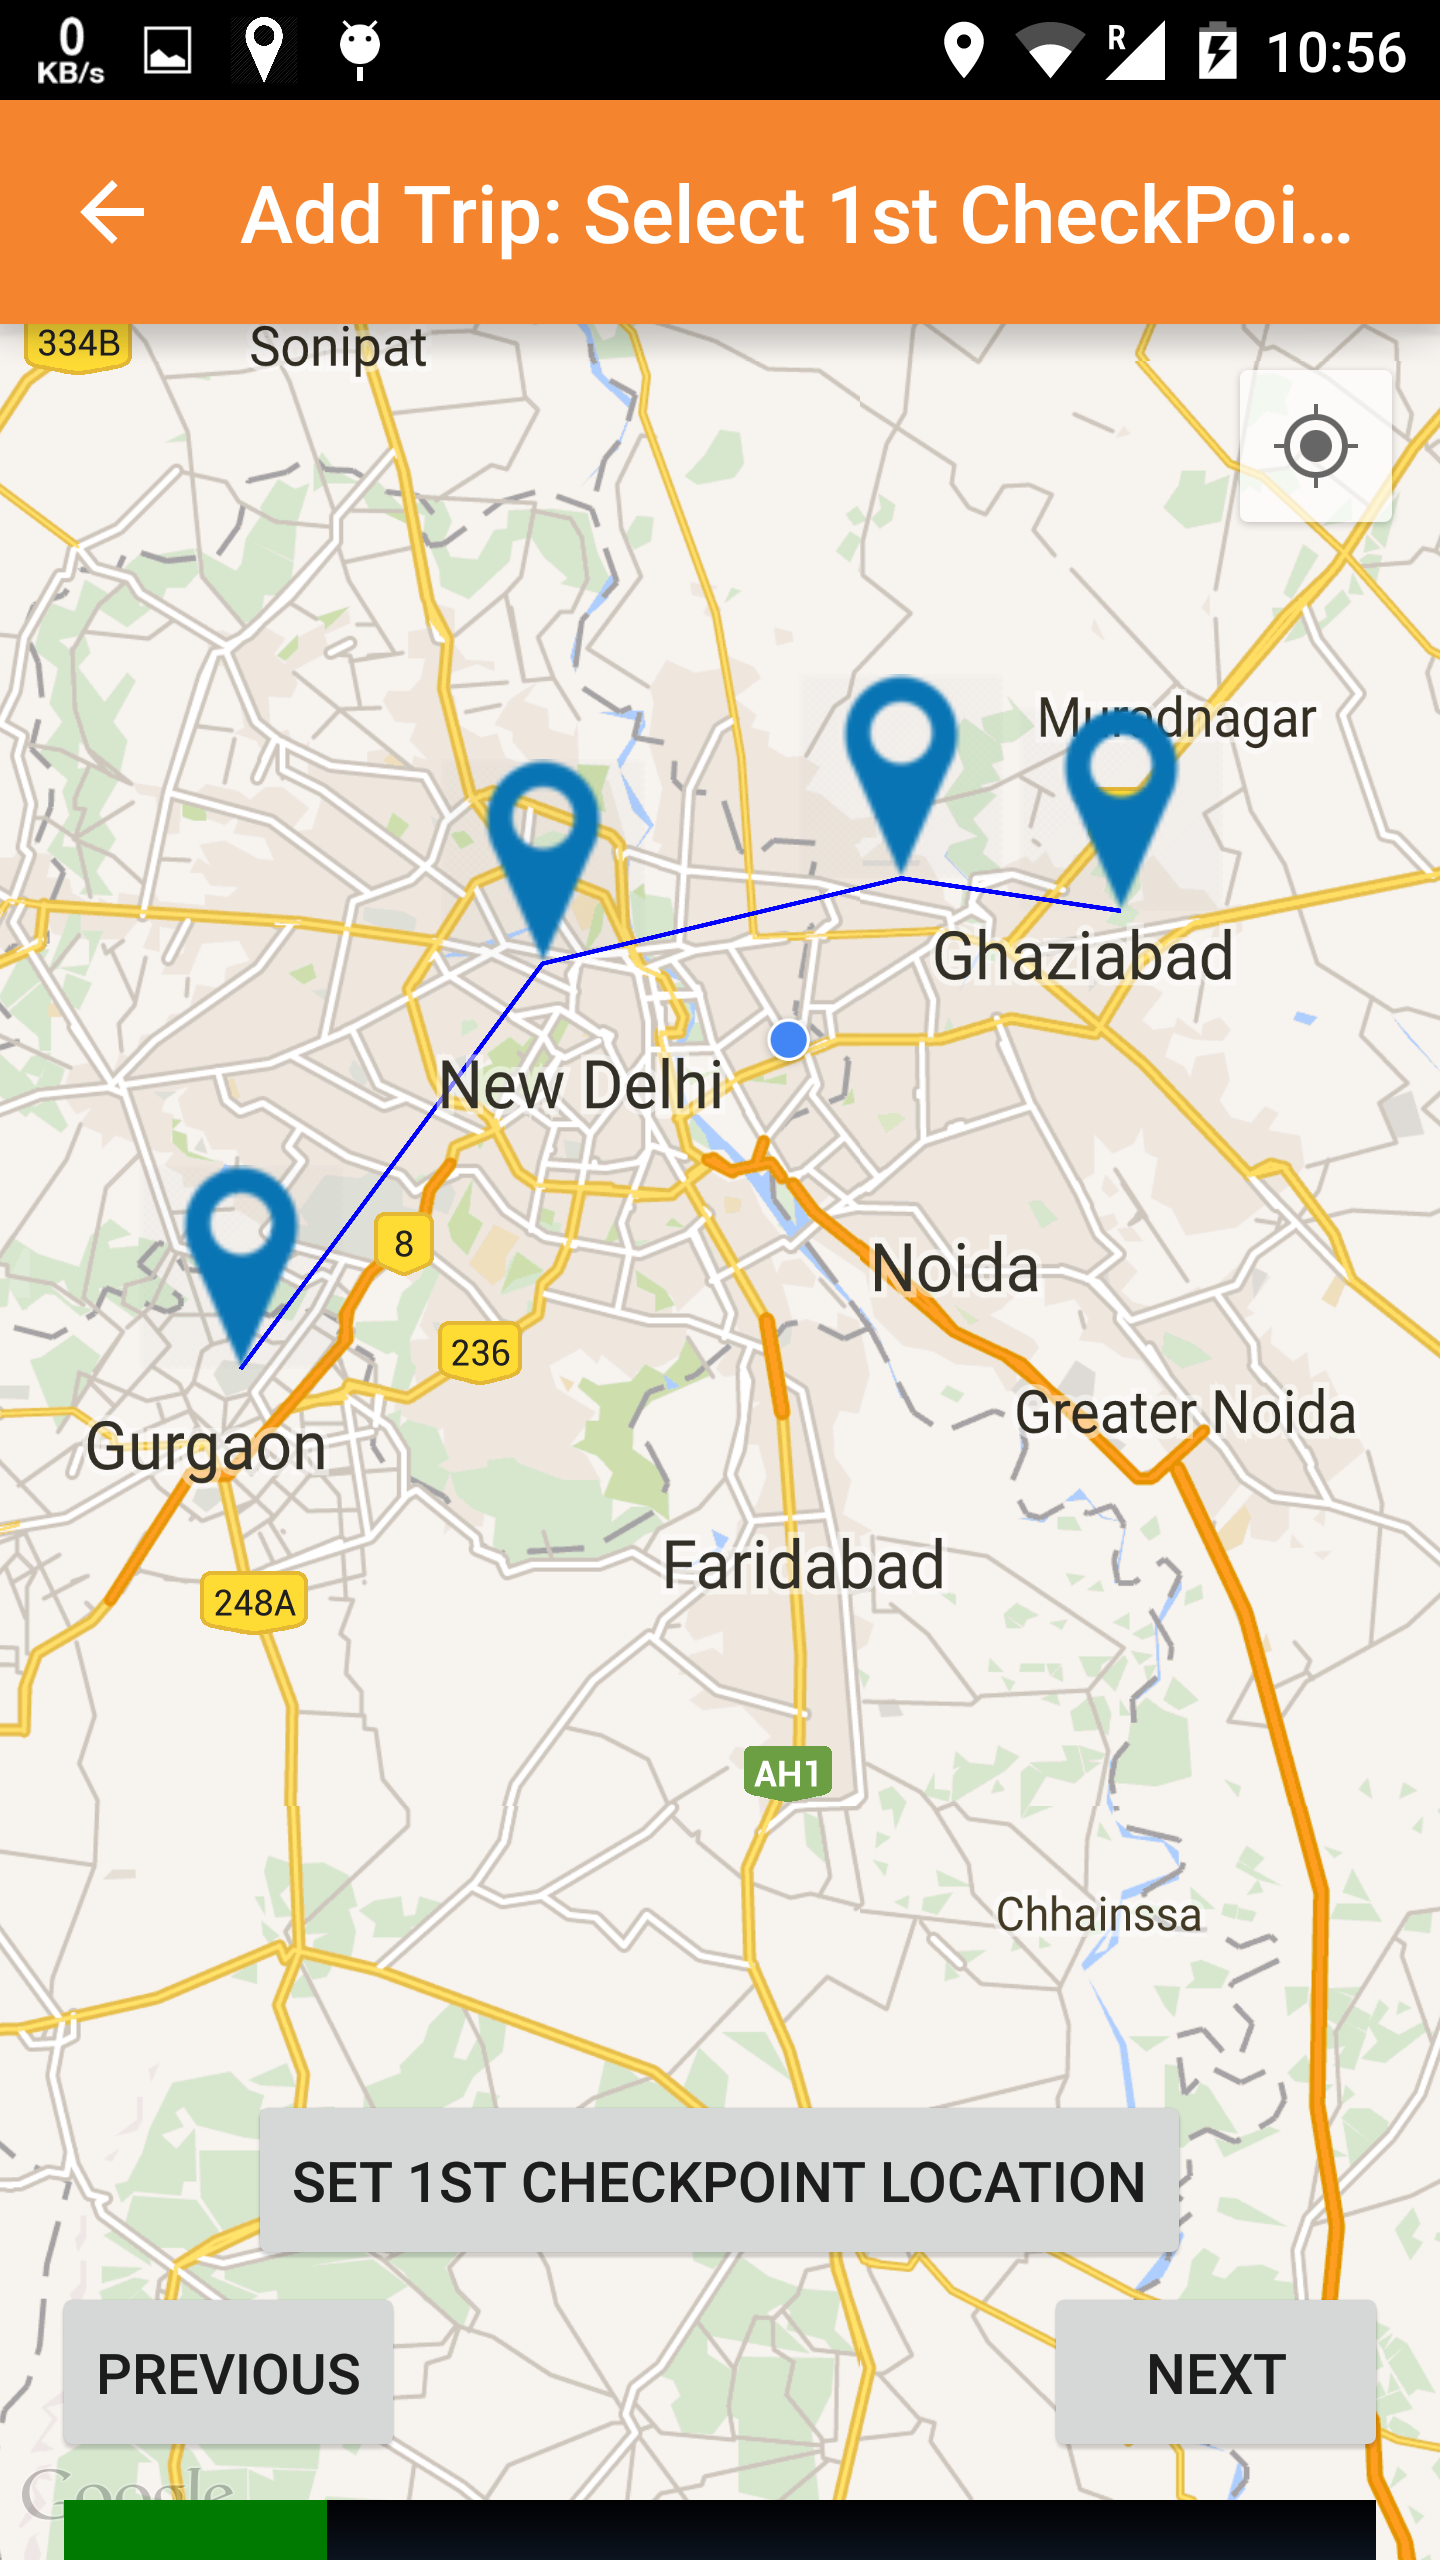 0
KB/s
R
10:56
Add Trip: Select 1st CheckPoi...
334B
Sonipat
Muradnagar
Ghaziabad
New Delhi
8
Noida
236
Greater Noida
Gurgaon
Faridabad
248A
AH1
Chhainssa
SET 1ST CHECKPOINT LOCATION
PREVIOUS
NEXT
Google